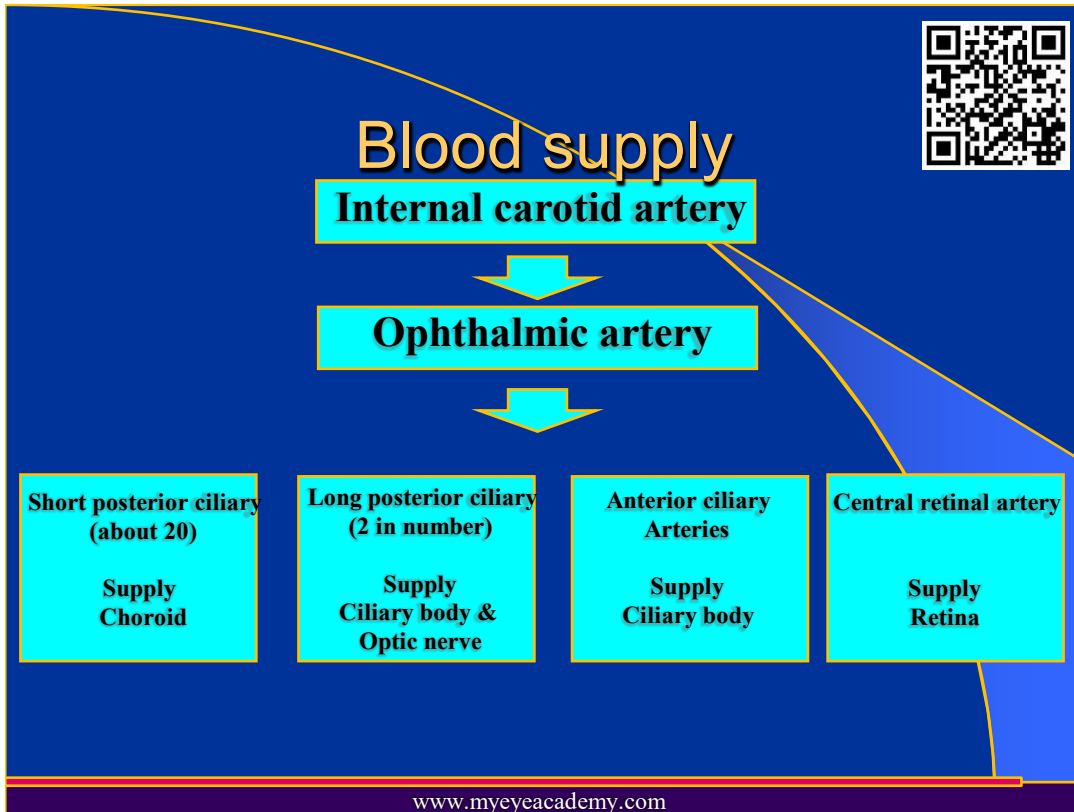 Blood supply
Internal carotid artery
Ophthalmic artery
Short posterior ciliary
(about 20)
Supply
Choroid
Long posterior ciliary
(2 in number)
Supply
Ciliary body &
Optic nerve
Anterior ciliary
Arteries
Supply
Ciliary body
Central retinal artery
Supply
Retina
www.myeyeacademy.com